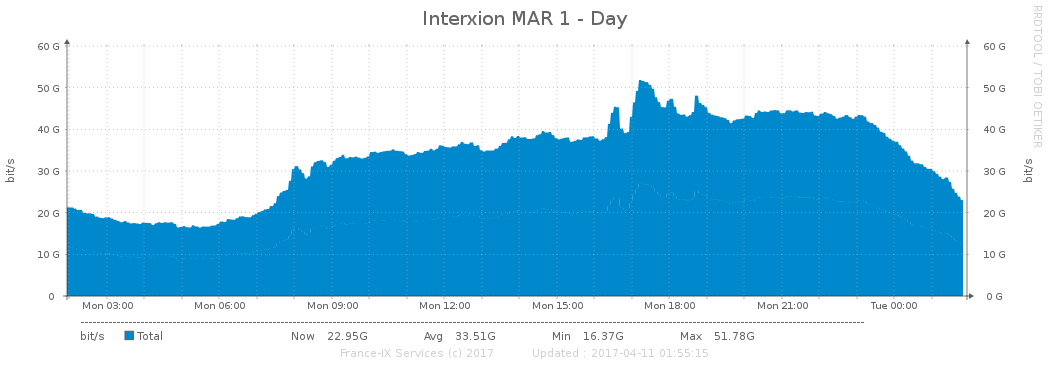 Interxion MAR 1 - Day
RRDTOOL / TOBI OETIKER
60 G 60 G
50 G 50 G
40 G 40 G
30 G 30 G
20 G 20 G
10 G 10 G
0 0 G
bit/s bit/s
Mon 03:00 Mon 06:00 Mon 09:00 Mon 12:00 Mon 15:00 Mon 18:00 Mon 21:00 Tue 00:00
bit/s Total Now 22.95G Avg 33.51G Min 16.37G Max 51.78G
France-IX Services (c) 2017 Updated : 2017-04-11 01:55:15